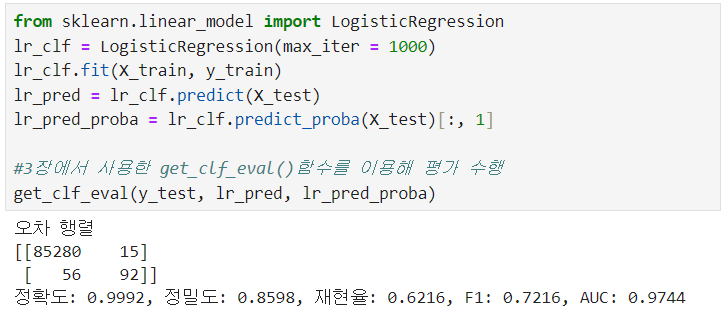 from sklearn.linear_model import LogisticRegression
lr_clf = LogisticRegression(max_iter = 1000)
lr_clf.fit(X_train, y_train)
lr_pred = lr_clf.predict(X_test)
lr_pred_proba = lr_clf.predict_proba(X_test)[:, 1]
#3장에서 사용한 get_clf_eval()함수를 이용해 평가 수행
get_clf_eval(y_test, lr_pred, lr_pred_proba)
오차 행렬
[[85280    15]
 [   56    92]]
정확도: 0.9992, 정밀도: 0.8598, 재현율: 0.6216, F1: 0.7216, AUC: 0.9744